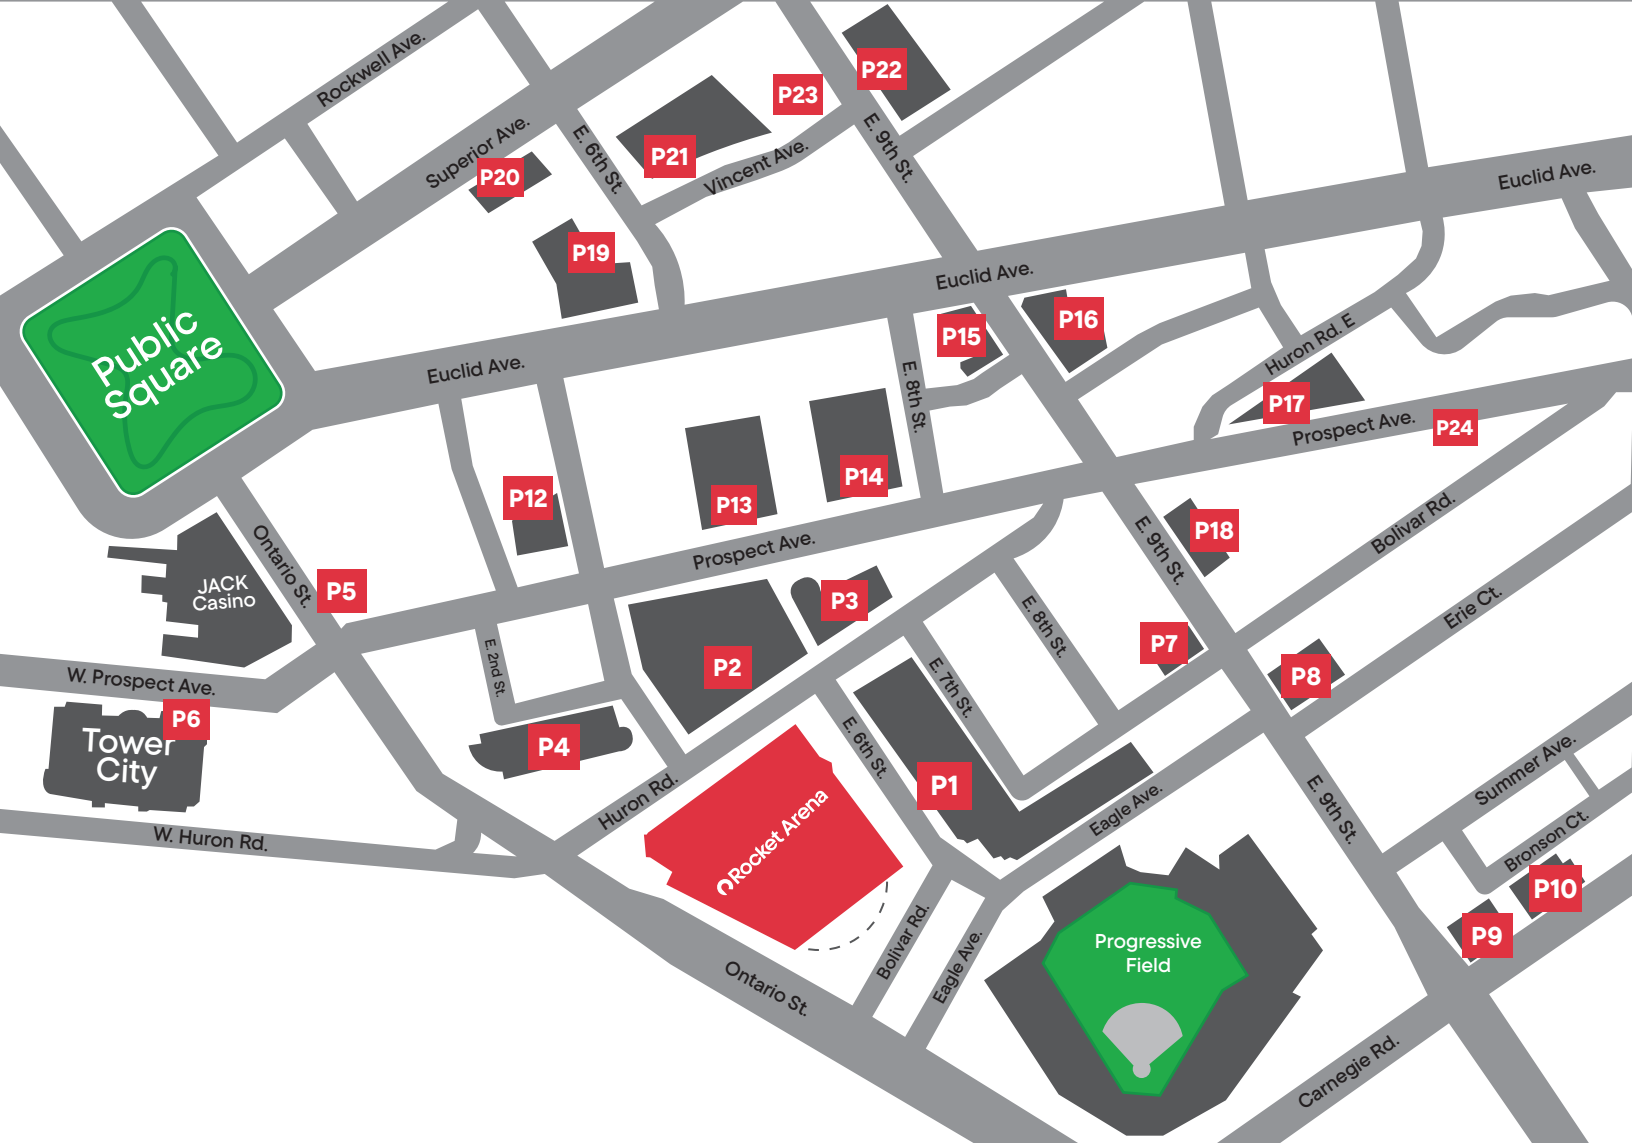 Rockwell Ave.
Superior Ave.
E. 6th St.
P22
P23
P21
Vincent Ave.
E. 9th St.
P20
P19
Euclid Ave.
Euclid Ave.
Public
Square
Euclid Ave.
P15
P16
Huron Rd. E
E. 8th St.
P17
Prospect Ave.
P24
P12
P13
P14
Prospect Ave.
E. 9th St.
P18
Bolivar Rd.
Ontario St.
JACK
Casino
P5
P3
E. 8th St.
Erie Ct.
P7
P8
E. 2nd St.
P2
E. 7th St.
W. Prospect Ave.
P6
Tower
City
P4
E. 6th St.
P1
Huron Rd.
Rocket Arena
Eagle Ave.
E. 9th St.
Summer Ave.
Bronson Ct.
W. Huron Rd.
P10
P9
Bolivar Rd.
Eagle Ave.
Progressive
Field
Ontario St.
Carnegie Rd.